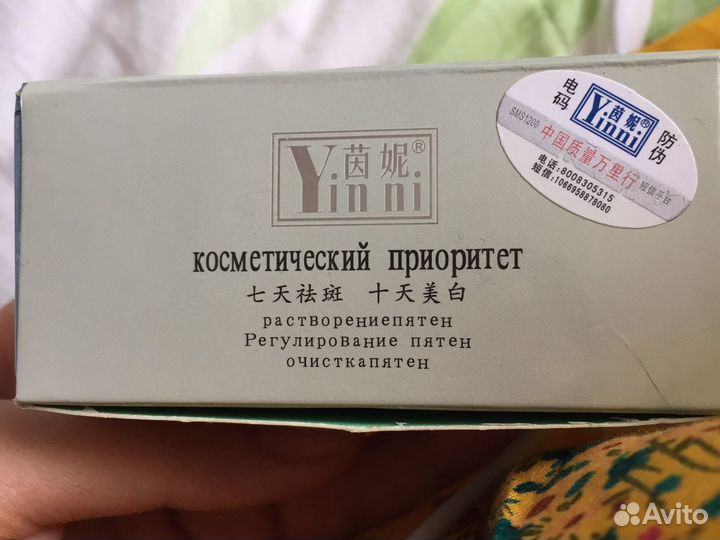 茵妮®
Yinni
косметический приоритет
七天祛斑 十天美白
растворениепятен
Регулирование пятен
очисткапятен
电码
防伪
茵妮®
Yinni
SMS1200
中国质量万里行
短信平台
电话:8008305315
短信:1066958878080
Avito